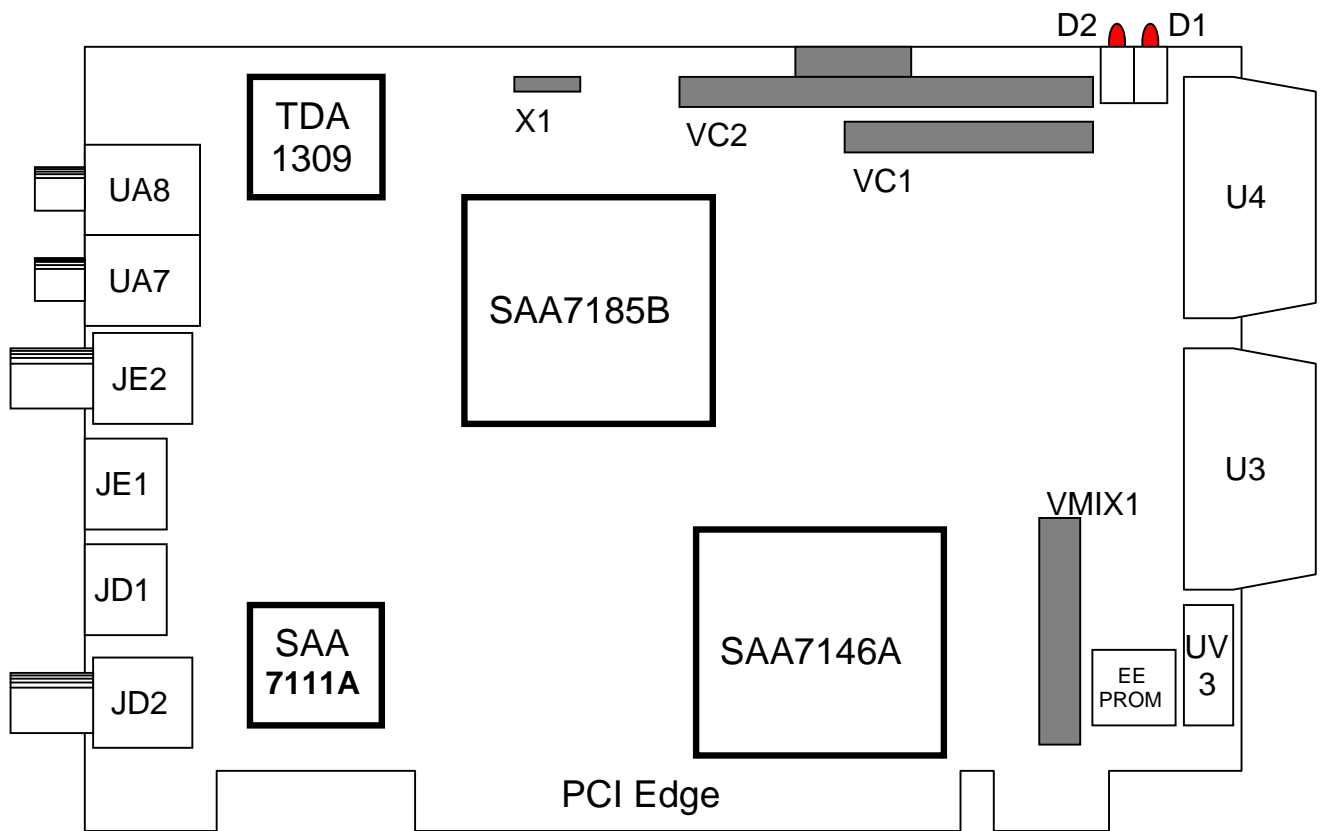 D2
D1
TDA
1309
X1
VC2
VC1
UA8
U4
UA7
SAA7185B
JE2
JE1
U3
VMIX1
JD1
SAA
7111A
SAA7146A
JD2
EE
PROM
UV
3
PCI Edge